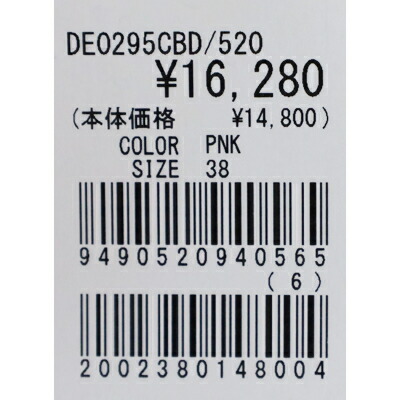 DE0295CBD/520
¥16,280
(本体価格 ¥14,800)
COLOR PNK
SIZE 38
9490520940565
(6)
2002380148004